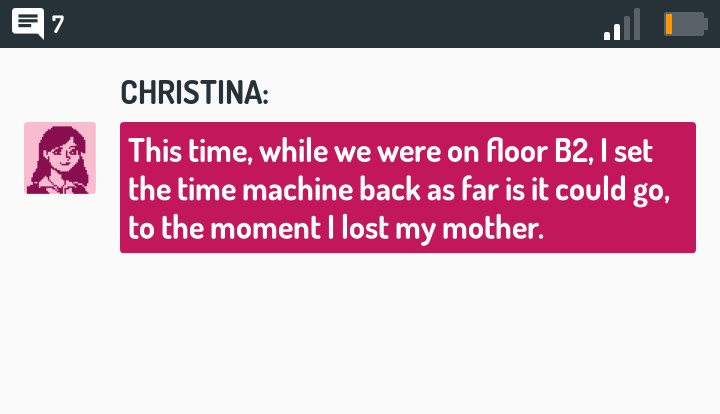 7
CHRISTINA:
This time, while we were on floor B2, I set
the time machine back as far is it could go,
to the moment I lost my mother.